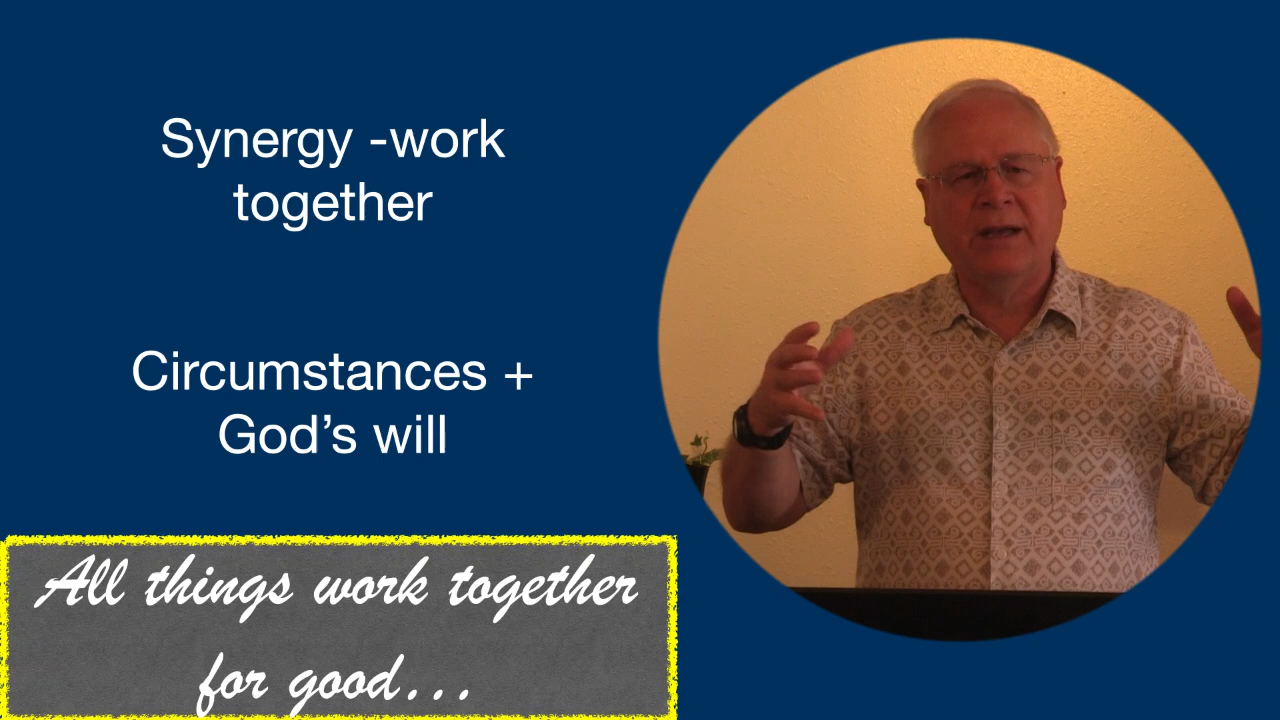 Synergy -work
together
Circumstances +
God’s will
All things work together
for good...